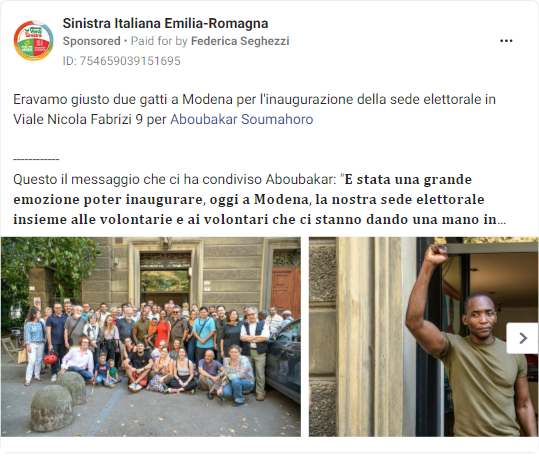 Sinistra Italiana Emilia-Romagna
Sponsored • Paid for by Federica Seghezzi
ID: 754659039151695
Eravamo giusto due gatti a Modena per l'inaugurazione della sede elettorale in
Viale Nicola Fabrizi 9 per Aboubakar Soumahoro
------------
Questo il messaggio che ci ha condiviso Aboubakar: "E stata una grande
emozione poter inaugurare, oggi a Modena, la nostra sede elettorale
insieme alle volontarie e ai volontari che ci stanno dando una mano in...